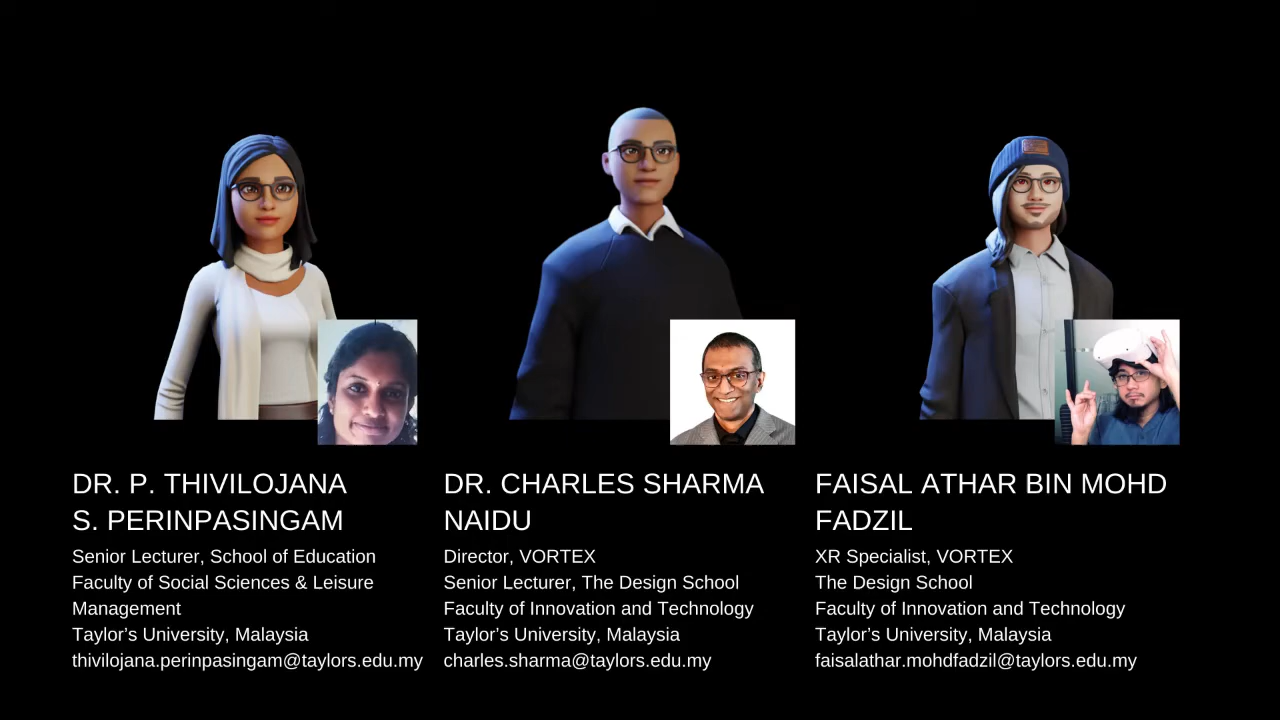 DR. P. THIVILOJANA
S. PERINPASINGAM
Senior Lecturer, School of Education
Faculty of Social Sciences & Leisure
Management
Taylor’s University, Malaysia
thivilojana.perinpasingam@taylors.edu.my
DR. CHARLES SHARMA
NAIDU
Director, VORTEX
Senior Lecturer, The Design School
Faculty of Innovation and Technology
Taylor’s University, Malaysia
charles.sharma@taylors.edu.my
FAISAL ATHAR BIN MOHD
FADZIL
XR Specialist, VORTEX
The Design School
Faculty of Innovation and Technology
Taylor’s University, Malaysia
faisalathar.mohdfadzil@taylors.edu.my